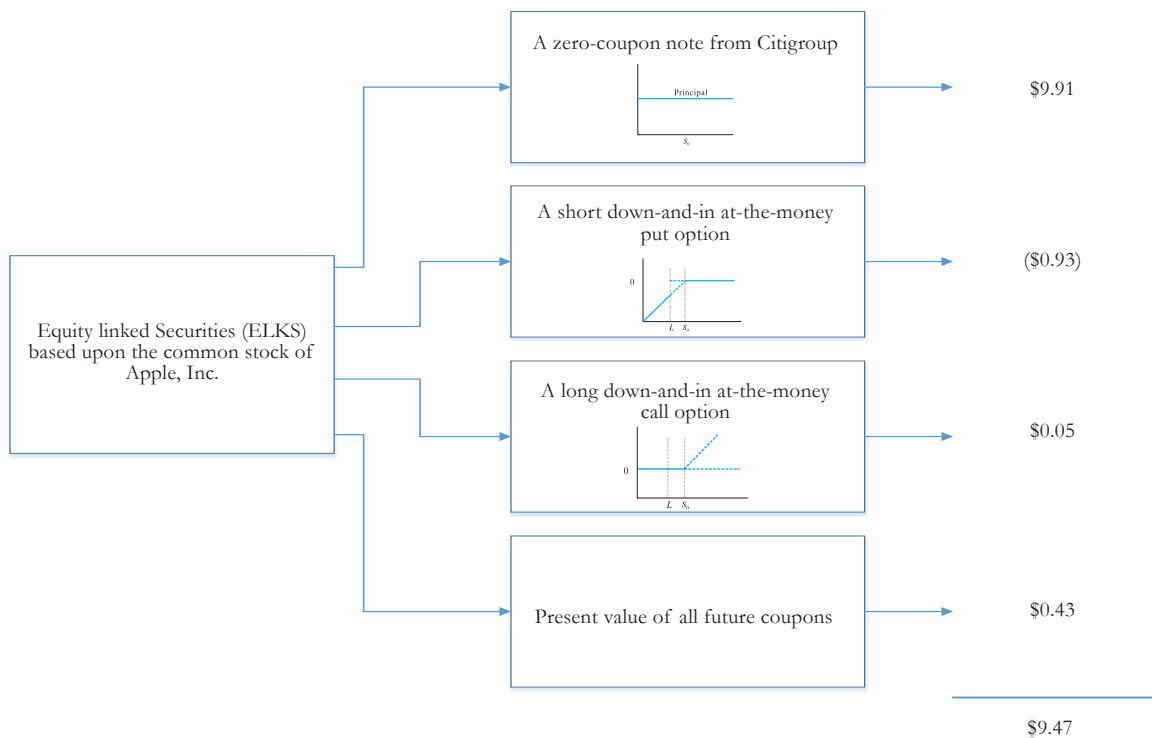 A zero-coupon note from Citigroup
Principal
S₀
$9.91
A short down-and-in at-the-money
put option
0
L S₀
($0.93)
Equity linked Securities (ELKS)
based upon the common stock of
Apple, Inc.
A long down-and-in at-the-money
call option
0
L S₀
$0.05
Present value of all future coupons
$0.43
$9.47